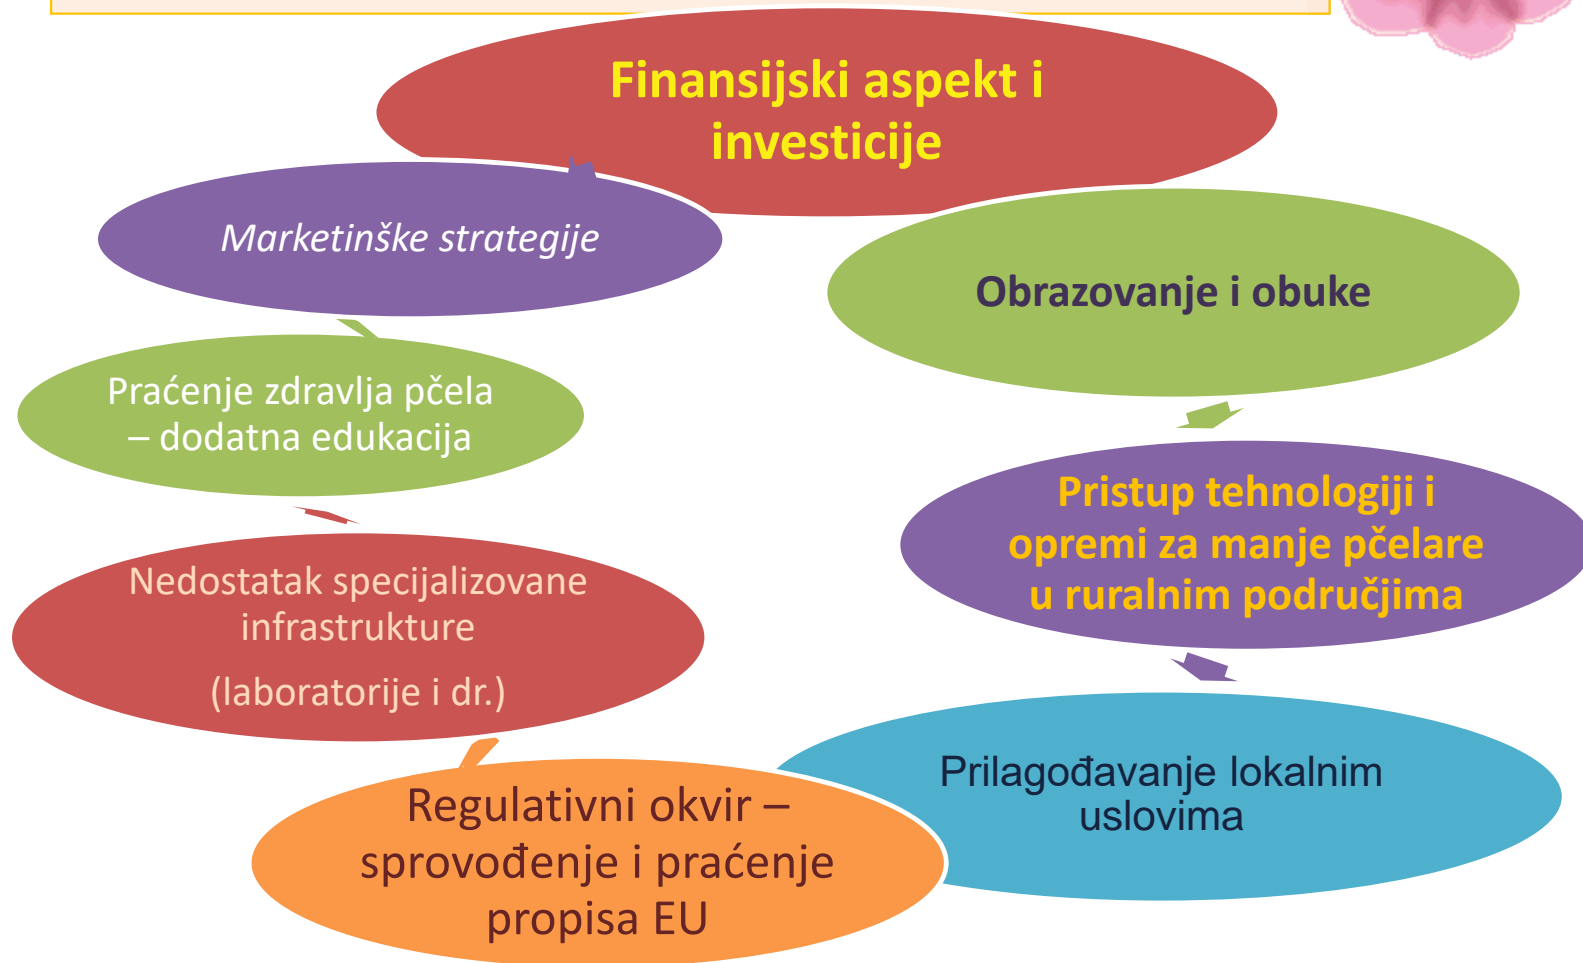 Finansijski aspekt i
investicije
Marketinške strategije
Obrazovanje i obuke
Praćenje zdravlja pčela
– dodatna edukacija
Pristup tehnologiji i
opremi za manje pčelare
u ruralnim područjima
Nedostatak specijalizovane
infrastrukture
(laboratorije i dr.)
Prilagođavanje lokalnim
uslovima
Regulativni okvir –
sprovođenje i praćenje
propisa EU